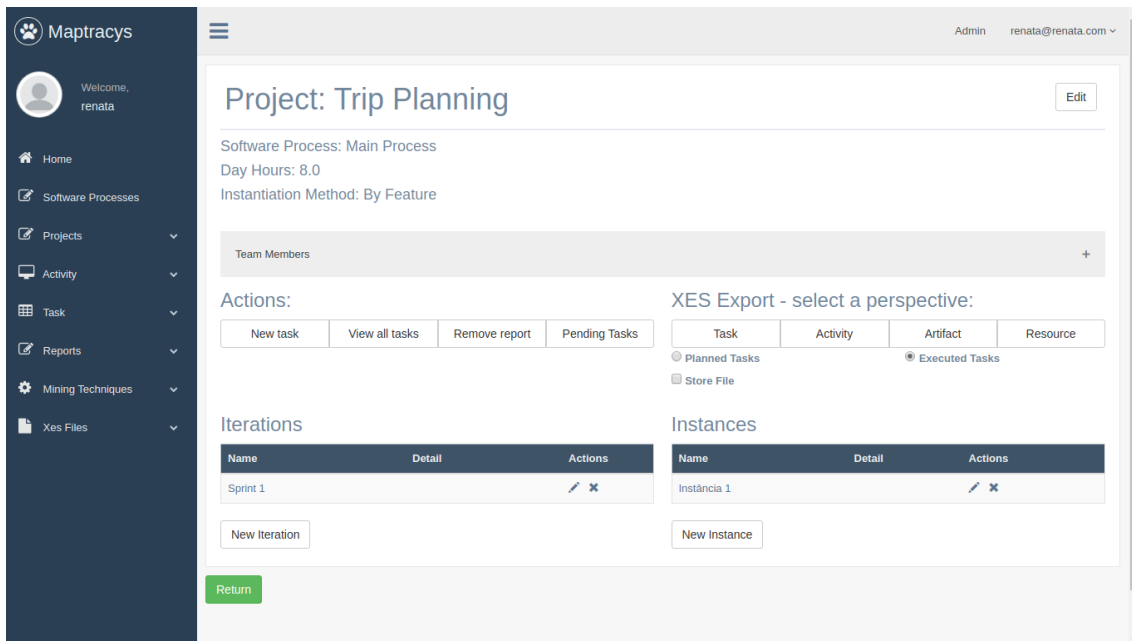 Maptracys
Admin renata@renata.com
Welcome,
renata
Home
Software Processes
Projects
Activity
Task
Reports
Mining Techniques
Xes Files
Project: Trip Planning
Edit
Software Process: Main Process
Day Hours: 8.0
Instantiation Method: By Feature
Team Members +
Actions:
New task View all tasks Remove report Pending Tasks
XES Export - select a perspective:
Task Activity Artifact Resource
Planned Tasks Executed Tasks
Store File
Iterations
Name Detail Actions
Sprint 1
New Iteration
Instances
Name Detail Actions
Instância 1
New Instance
Return